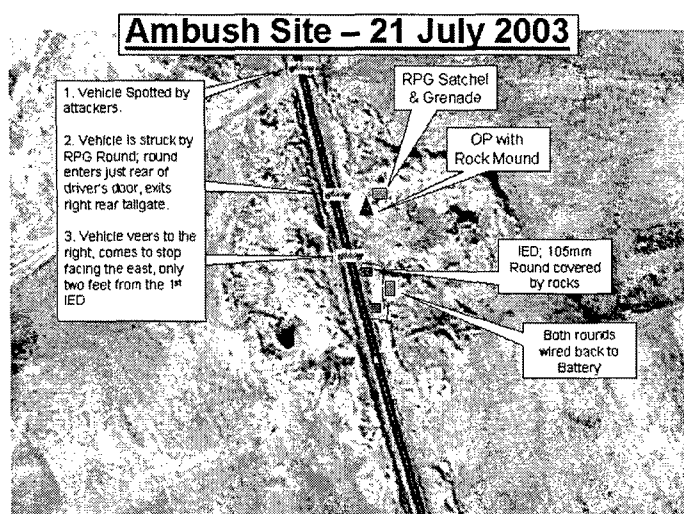 Ambush Site – 21 July 2003
1. Vehicle Spotted by
attackers.
2. Vehicle is struck by
RPG Round; round
enters just rear of
driver's door, exits
right rear tailgate.
3. Vehicle veers to the
right, comes to stop
facing the east, only
two feet from the 1st
IED
RPG Satchel
& Grenade
OP with
Rock Mound
IED; 105mm
Round covered
by rocks
Both rounds
wired back to
Battery